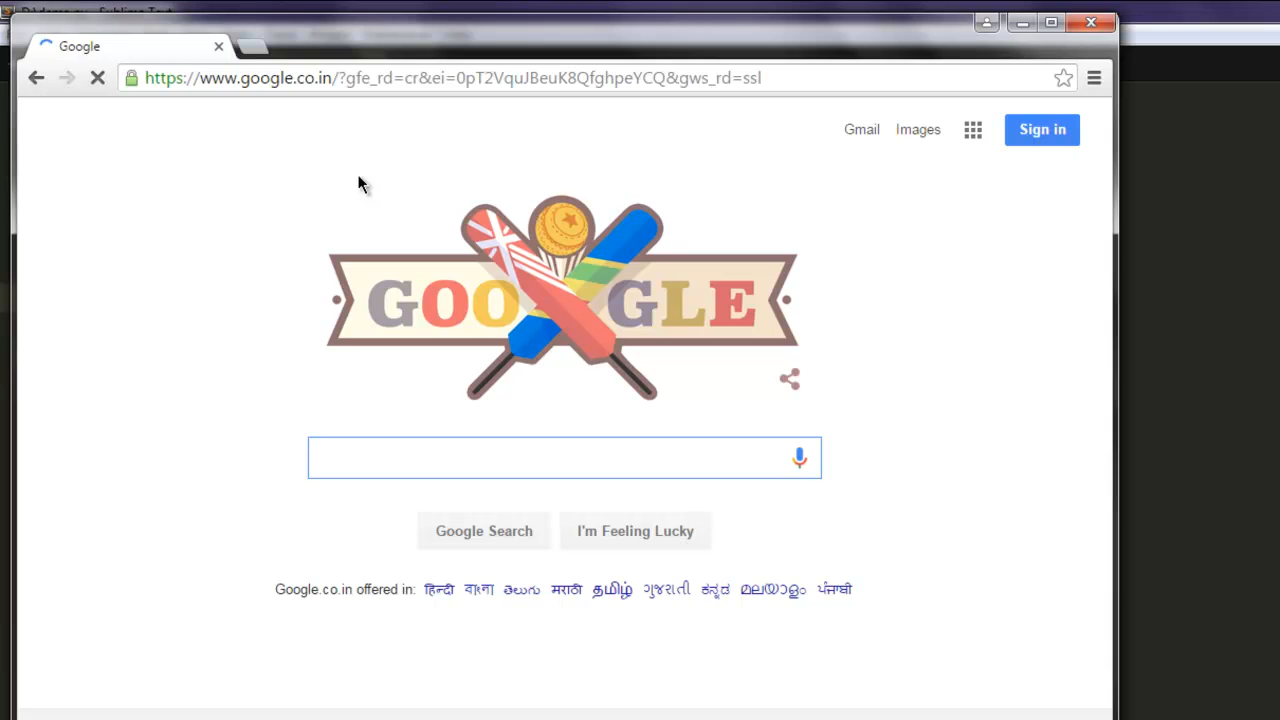 Google
https://www.google.co.in/?gfe_rd=cr&ei=0pT2VquJBeuK8QfghpeYCQ&gws_rd=ssl
Gmail Images Sign in
GOOGLE
Google Search I'm Feeling Lucky
Google.co.in offered in: हिन्दी বাংলা తెలుగు मराठी தமிழ் ગુજરાતી ಕನ್ನಡ മലയാളം ਪੰਜਾਬੀ